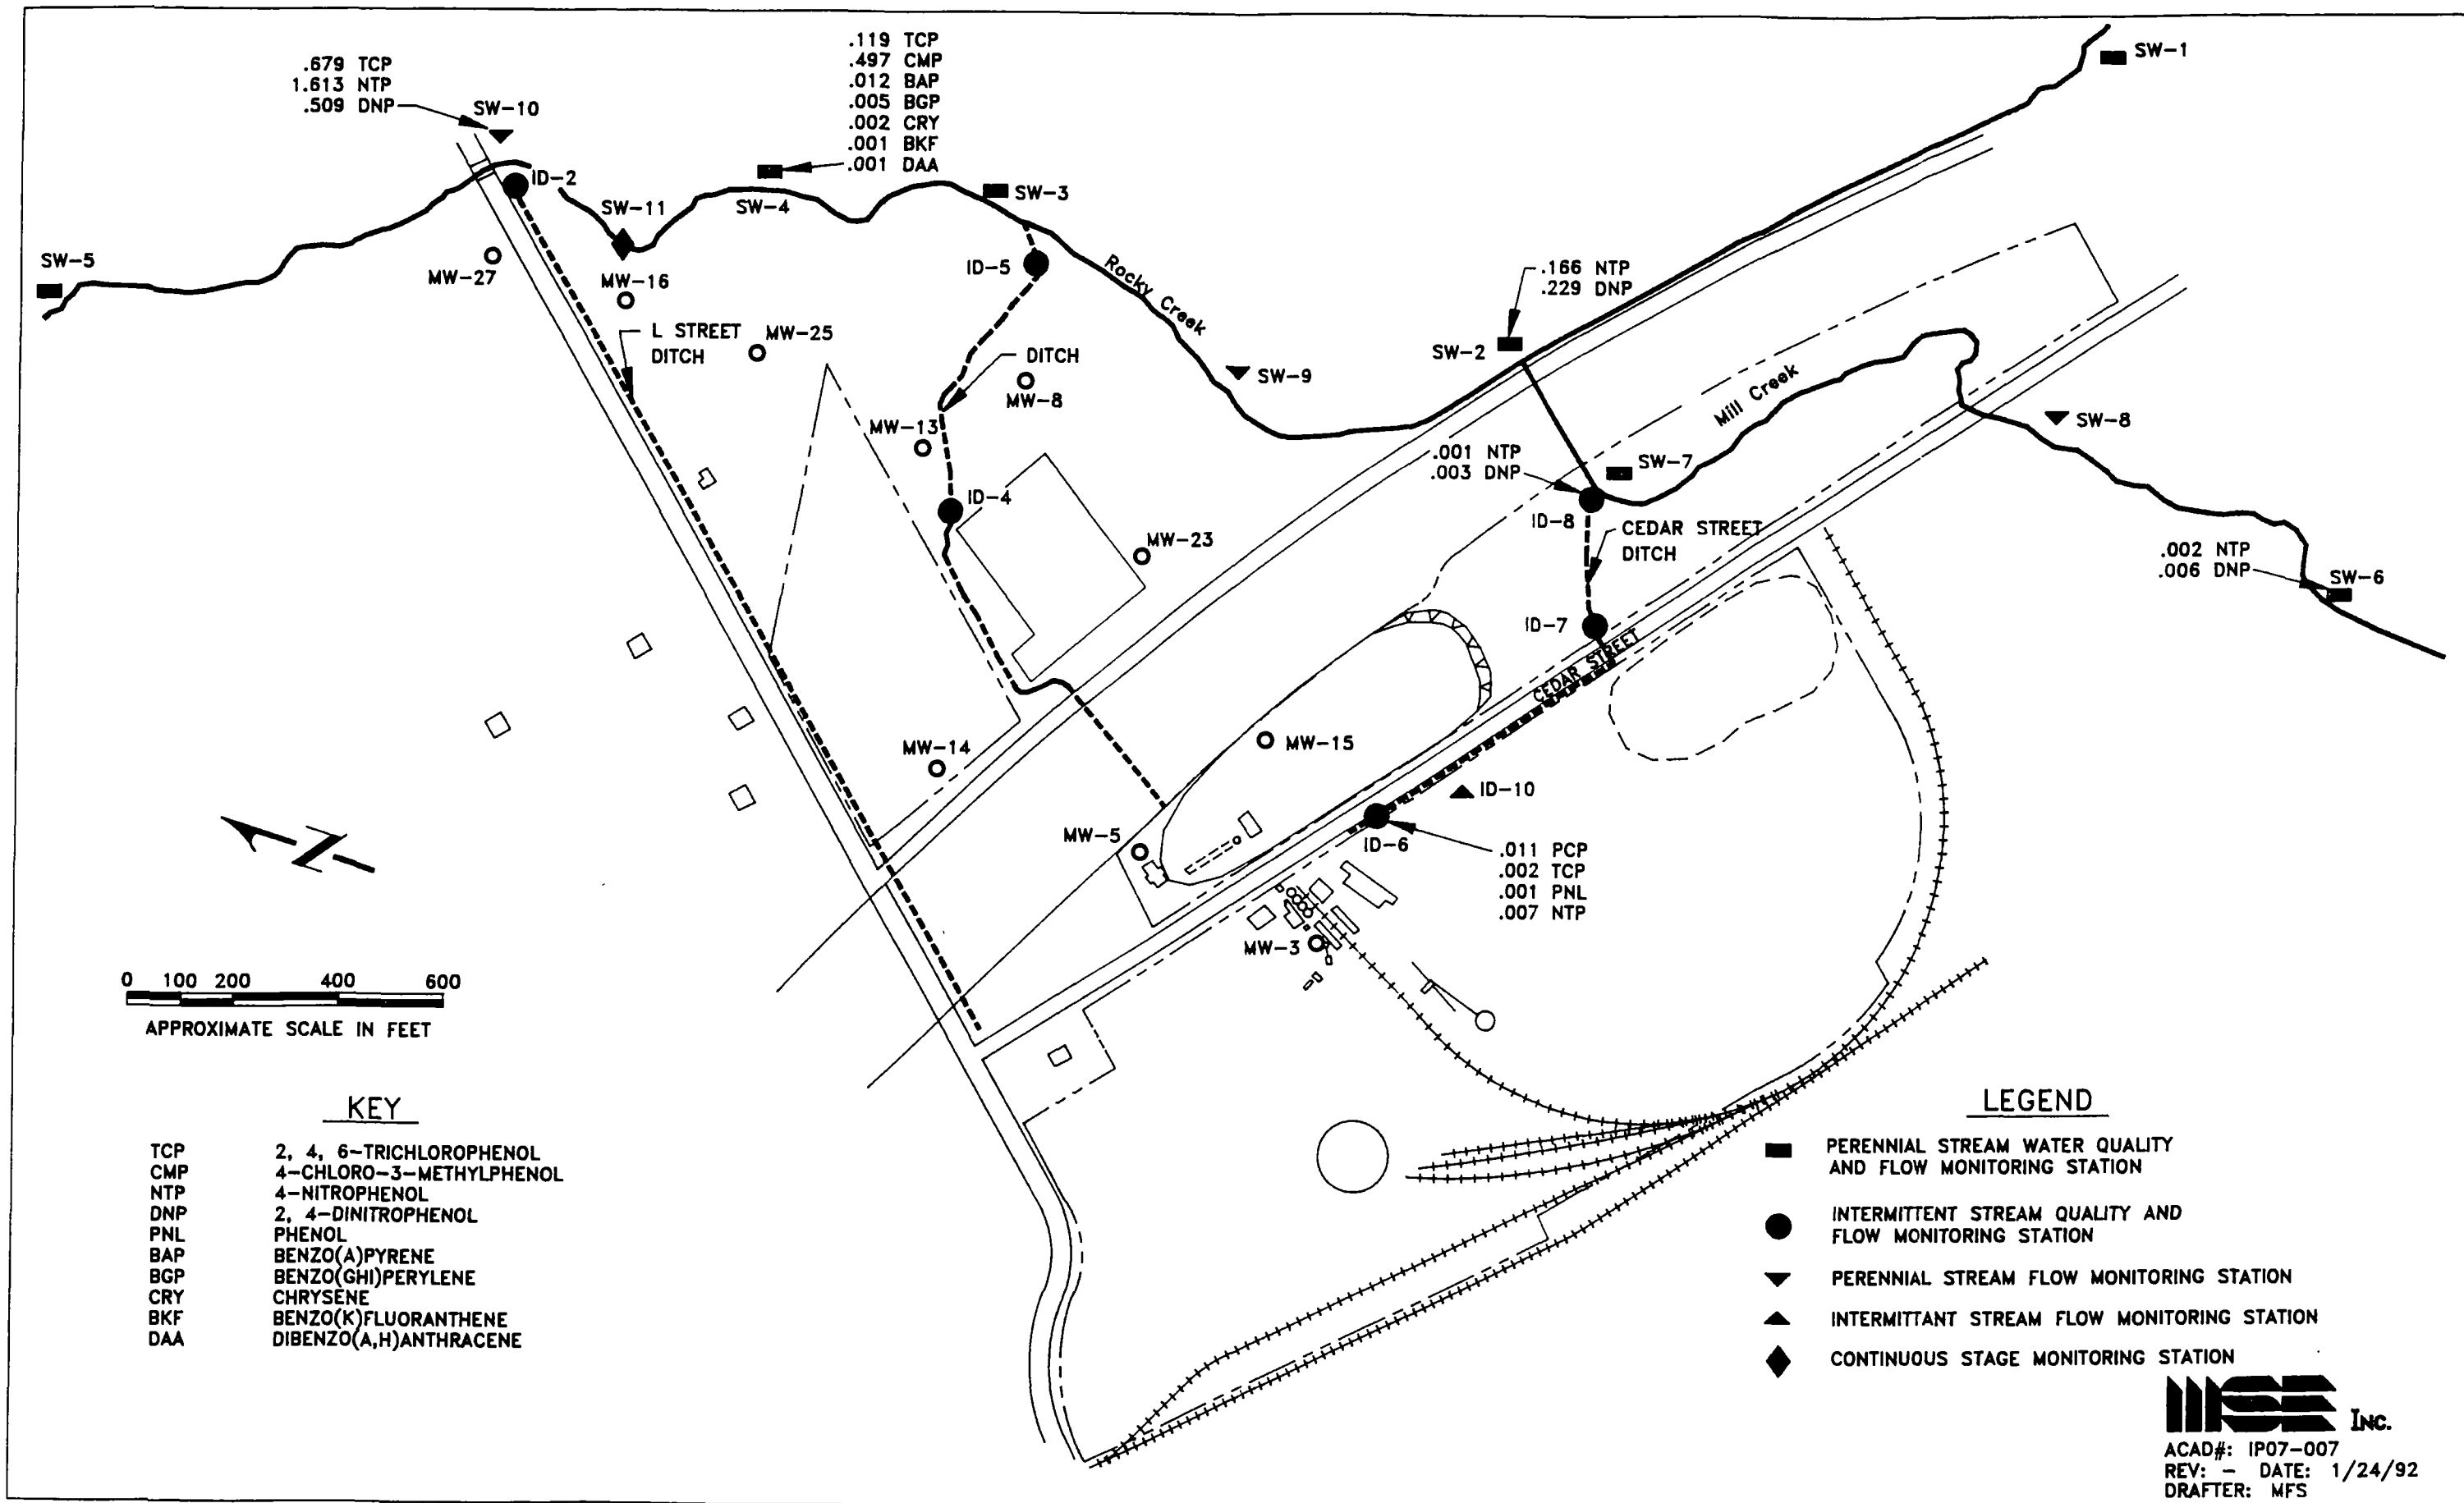 .679 TCP
1.613 NTP
.509 DNP
SW-10
.119 TCP
.497 CMP
.012 BAP
.005 BGP
.002 CRY
.001 BKF
.001 DAA
SW-1
ID-2
SW-11
SW-4
SW-3
SW-5
MW-27
MW-16
ID-5
Rocky Creek
.166 NTP
.229 DNP
L STREET
DITCH
MW-25
DITCH
MW-8
SW-2
SW-9
Mill Creek
SW-8
MW-13
.001 NTP
.003 DNP
SW-7
ID-4
ID-8
CEDAR STREET
DITCH
MW-23
.002 NTP
.006 DNP
SW-6
ID-7
CEDAR STREET
MW-14
MW-15
ID-10
MW-5
ID-6
.011 PCP
.002 TCP
.001 PNL
.007 NTP
N
MW-3
0 100 200 400 600
APPROXIMATE SCALE IN FEET
KEY
TCP 2, 4, 6-TRICHLOROPHENOL
CMP 4-CHLORO-3-METHYLPHENOL
NTP 4-NITROPHENOL
DNP 2, 4-DINITROPHENOL
PNL PHENOL
BAP BENZO(A)PYRENE
BGP BENZO(GHI)PERYLENE
CRY CHRYSENE
BKF BENZO(K)FLUORANTHENE
DAA DIBENZO(A,H)ANTHRACENE
LEGEND
PERENNIAL STREAM WATER QUALITY
AND FLOW MONITORING STATION
INTERMITTENT STREAM QUALITY AND
FLOW MONITORING STATION
PERENNIAL STREAM FLOW MONITORING STATION
INTERMITTANT STREAM FLOW MONITORING STATION
CONTINUOUS STAGE MONITORING STATION
MSE Inc.
ACAD#: IP07-007
REV: - DATE: 1/24/92
DRAFTER: MFS